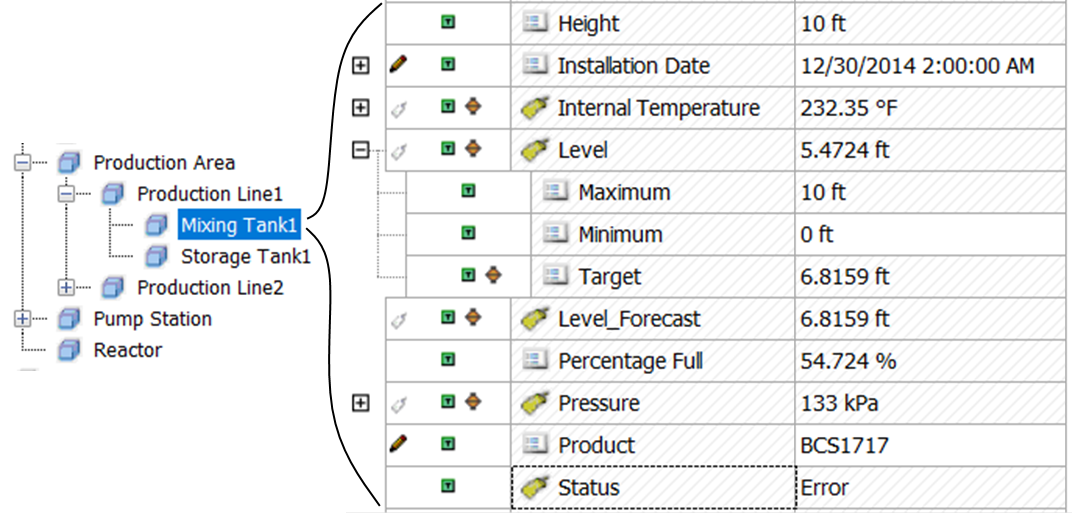 Production Area
Production Line1
Mixing Tank1
Storage Tank1
Production Line2
Pump Station
Reactor
Height 10 ft
Installation Date 12/30/2014 2:00:00 AM
Internal Temperature 232.35 °F
Level 5.4724 ft
Maximum 10 ft
Minimum 0 ft
Target 6.8159 ft
Level_Forecast 6.8159 ft
Percentage Full 54.724 %
Pressure 133 kPa
Product BCS1717
Status Error